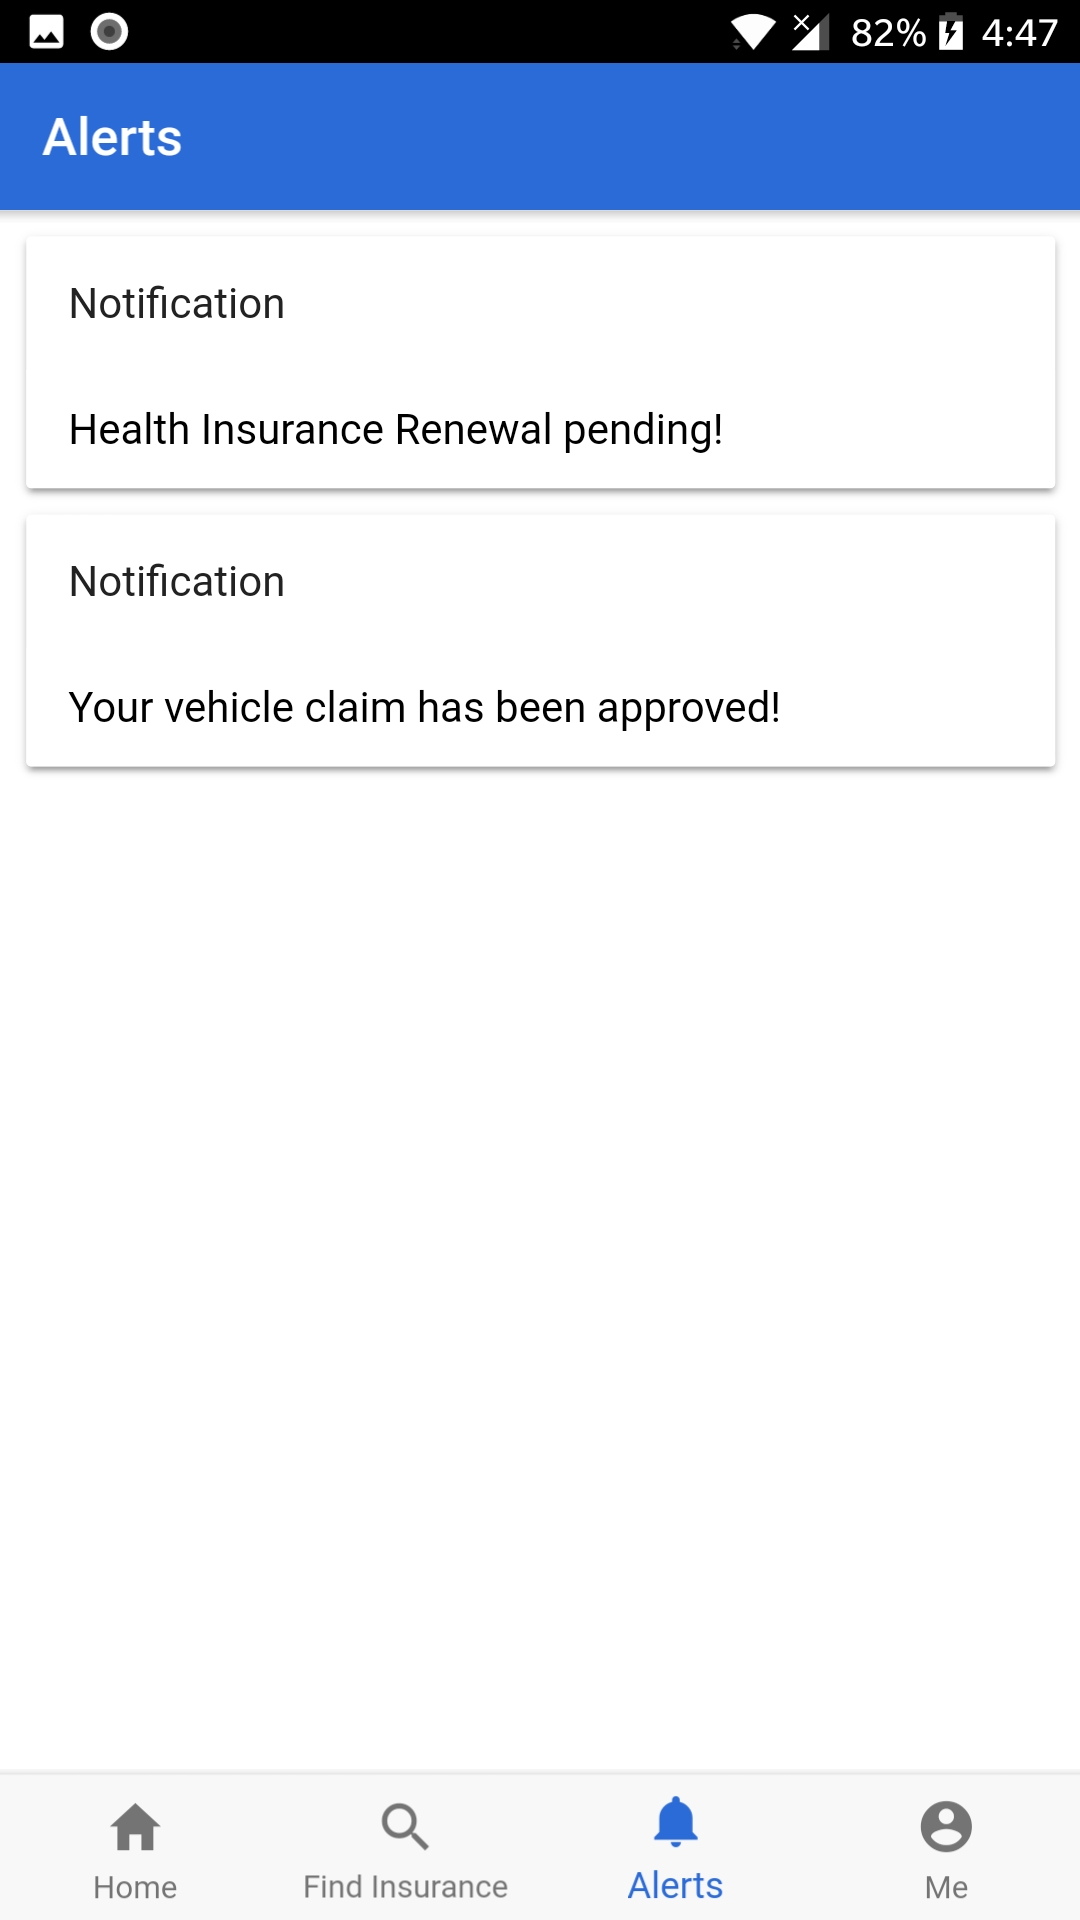 82% 4:47
Alerts
Notification
Health Insurance Renewal pending!
Notification
Your vehicle claim has been approved!
Home Find Insurance Alerts Me